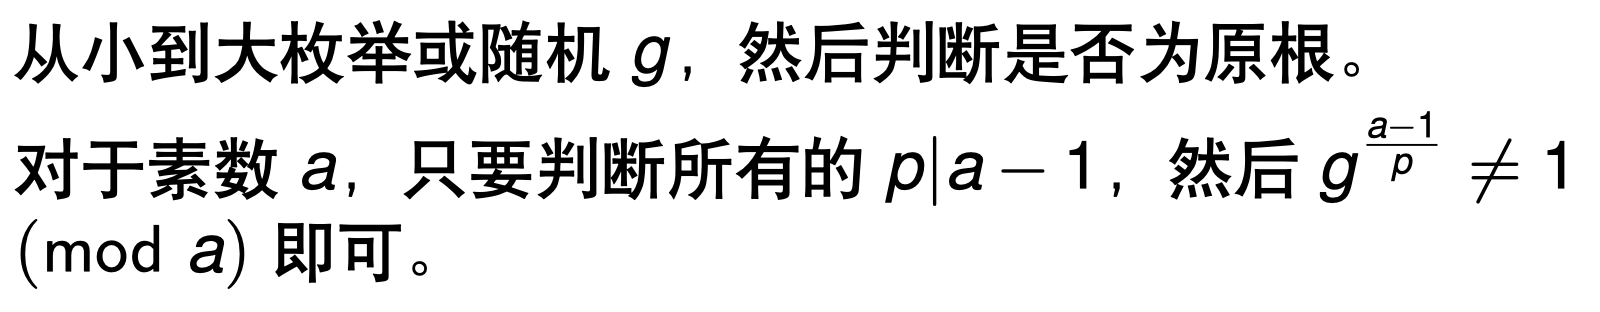 从小到大枚举或随机 g，然后判断是否为原根。
对于素数 a，只要判断所有的 p|a − 1，然后 g^{\frac{a−1}{p}} ≠ 1
(mod a) 即可。